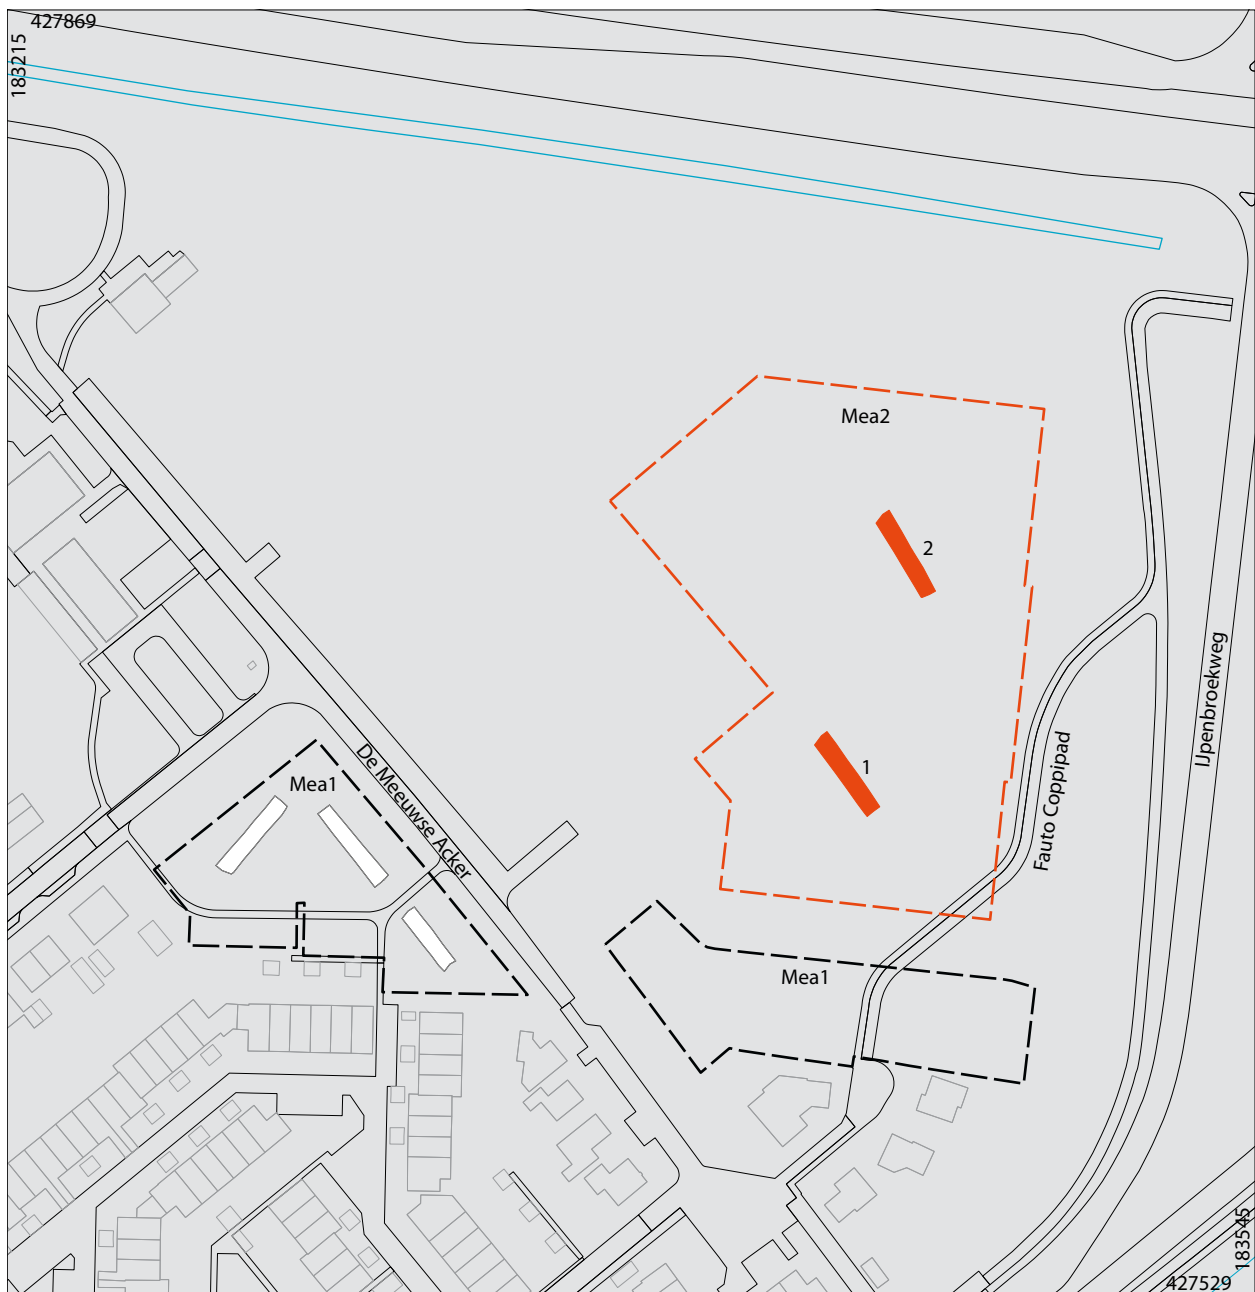 427869
183215
Mea2
2
IJpenbroekweg
1
Fauto Coppipad
De Meeuwse Acker
Mea1
Mea1
183545
427529